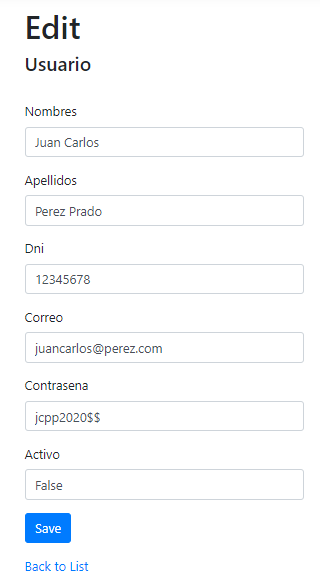 Edit
Usuario
Nombres
Juan Carlos
Apellidos
Perez Prado
Dni
12345678
Correo
juancarlos@perez.com
Contrasena
jcpp2020$$
Activo
False
Save
Back to List